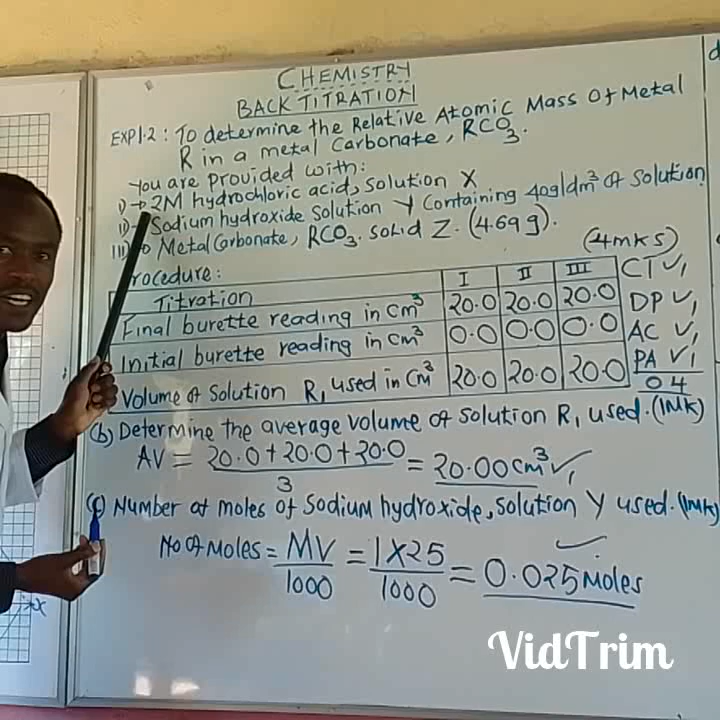 CHEMISTRY
BACK TITRATION
EXP 1.2 : To determine the Relative Atomic Mass Of Metal
R in a metal Carbonate, RCO3.
You are provided with:
i) → 2M hydrochloric acid, solution X
ii) - Sodium hydroxide solution Y containing 40g/dm³ of solution
iii) Metal Carbonate, RCO3. solid Z. (4.69g).
(4mks)
rocedure:
Titration I II III CT ✓1
Final burette reading in cm³ 20.0 20.0 20.0 DP ✓1
Initial burette reading in cm³ 0.0 0.0 0.0 AC ✓1
Volume of Solution R, used in cm³ 20.0 20.0 20.0 PA ✓1
04
(b) Determine the average volume of solution R, used. (1MK)
AV = 20.0 + 20.0 + 20.0 / 3 = 20.00cm³ ✓1
(c) Number of moles of Sodium hydroxide, solution Y used. (1MK)
No of Moles = MV / 1000 = 1 X 25 / 1000 = 0.025 Moles ✓
x
VidTrim